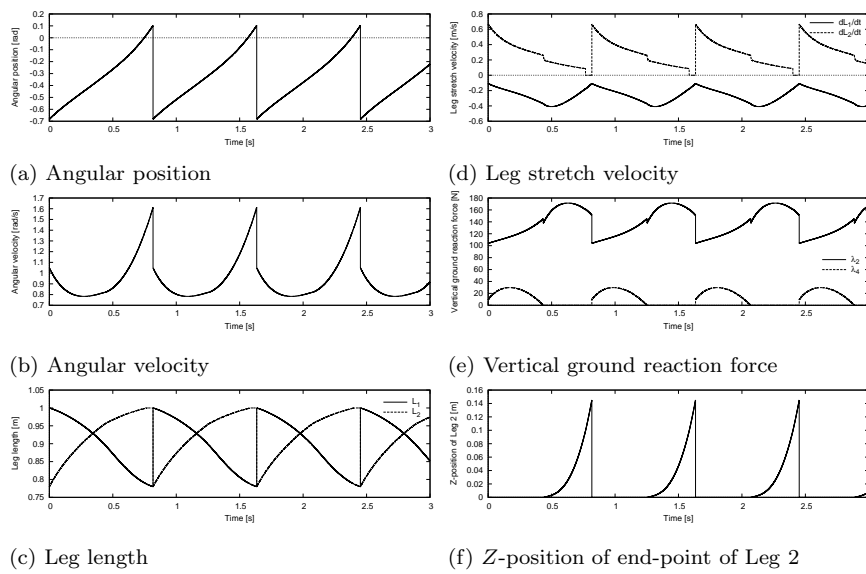 0.1
0
-0.1
-0.2
-0.3
-0.4
-0.5
-0.6
-0.7
Angular position [rad]
0 0.5 1 1.5 2 2.5 3
Time [s]
(a) Angular position
0.8
0.6
0.4
0.2
0
-0.2
-0.4
-0.6
Leg stretch velocity [m/s]
dL1/dt
dL2/dt
0 0.5 1 1.5 2 2.5
Time [s]
(d) Leg stretch velocity
1.7
1.6
1.5
1.4
1.3
1.2
1.1
1
0.9
0.8
0.7
Angular velocity [rad/s]
0 0.5 1 1.5 2 2.5 3
Time [s]
(b) Angular velocity
180
160
140
120
100
80
60
40
20
0
Vertical ground reaction force [N]
λ2
λ4
0 0.5 1 1.5 2 2.5
Time [s]
(e) Vertical ground reaction force
1.05
1
0.95
0.9
0.85
0.8
0.75
Leg length [m]
L1
L2
0 0.5 1 1.5 2 2.5 3
Time [s]
(c) Leg length
0.16
0.14
0.12
0.1
0.08
0.06
0.04
0.02
0
Z-position of Leg 2 [m]
0 0.5 1 1.5 2 2.5
Time [s]
(f) Z-position of end-point of Leg 2